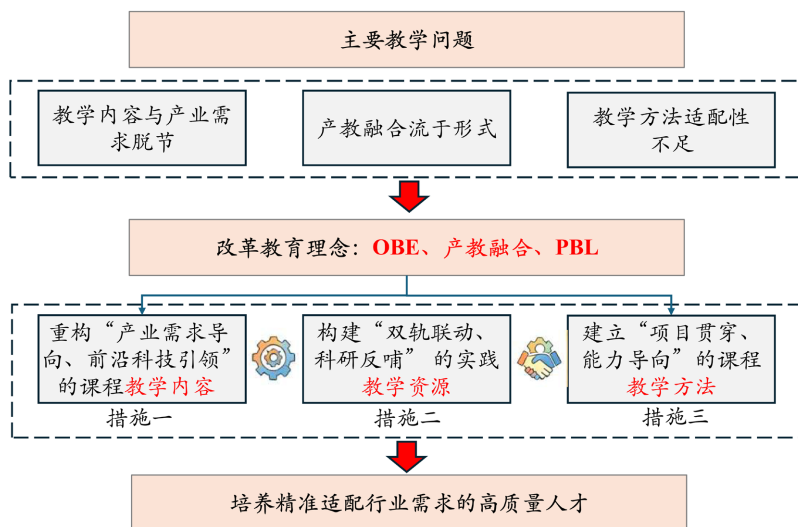 主要教学问题
教学内容与产业需
求脱节
产教融合流于形式
教学方法适配性
不足
改革教育理念：OBE、产教融合、PBL
重构“产业需求导
向、前沿科技引领”
的课程教学内容
措施一
构建“双轨联动、
科研反哺” 的实践
教学资源
措施二
建立“项目贯穿、
能力导向” 的课程
教学方法
措施三
培养精准适配行业需求的高质量人才